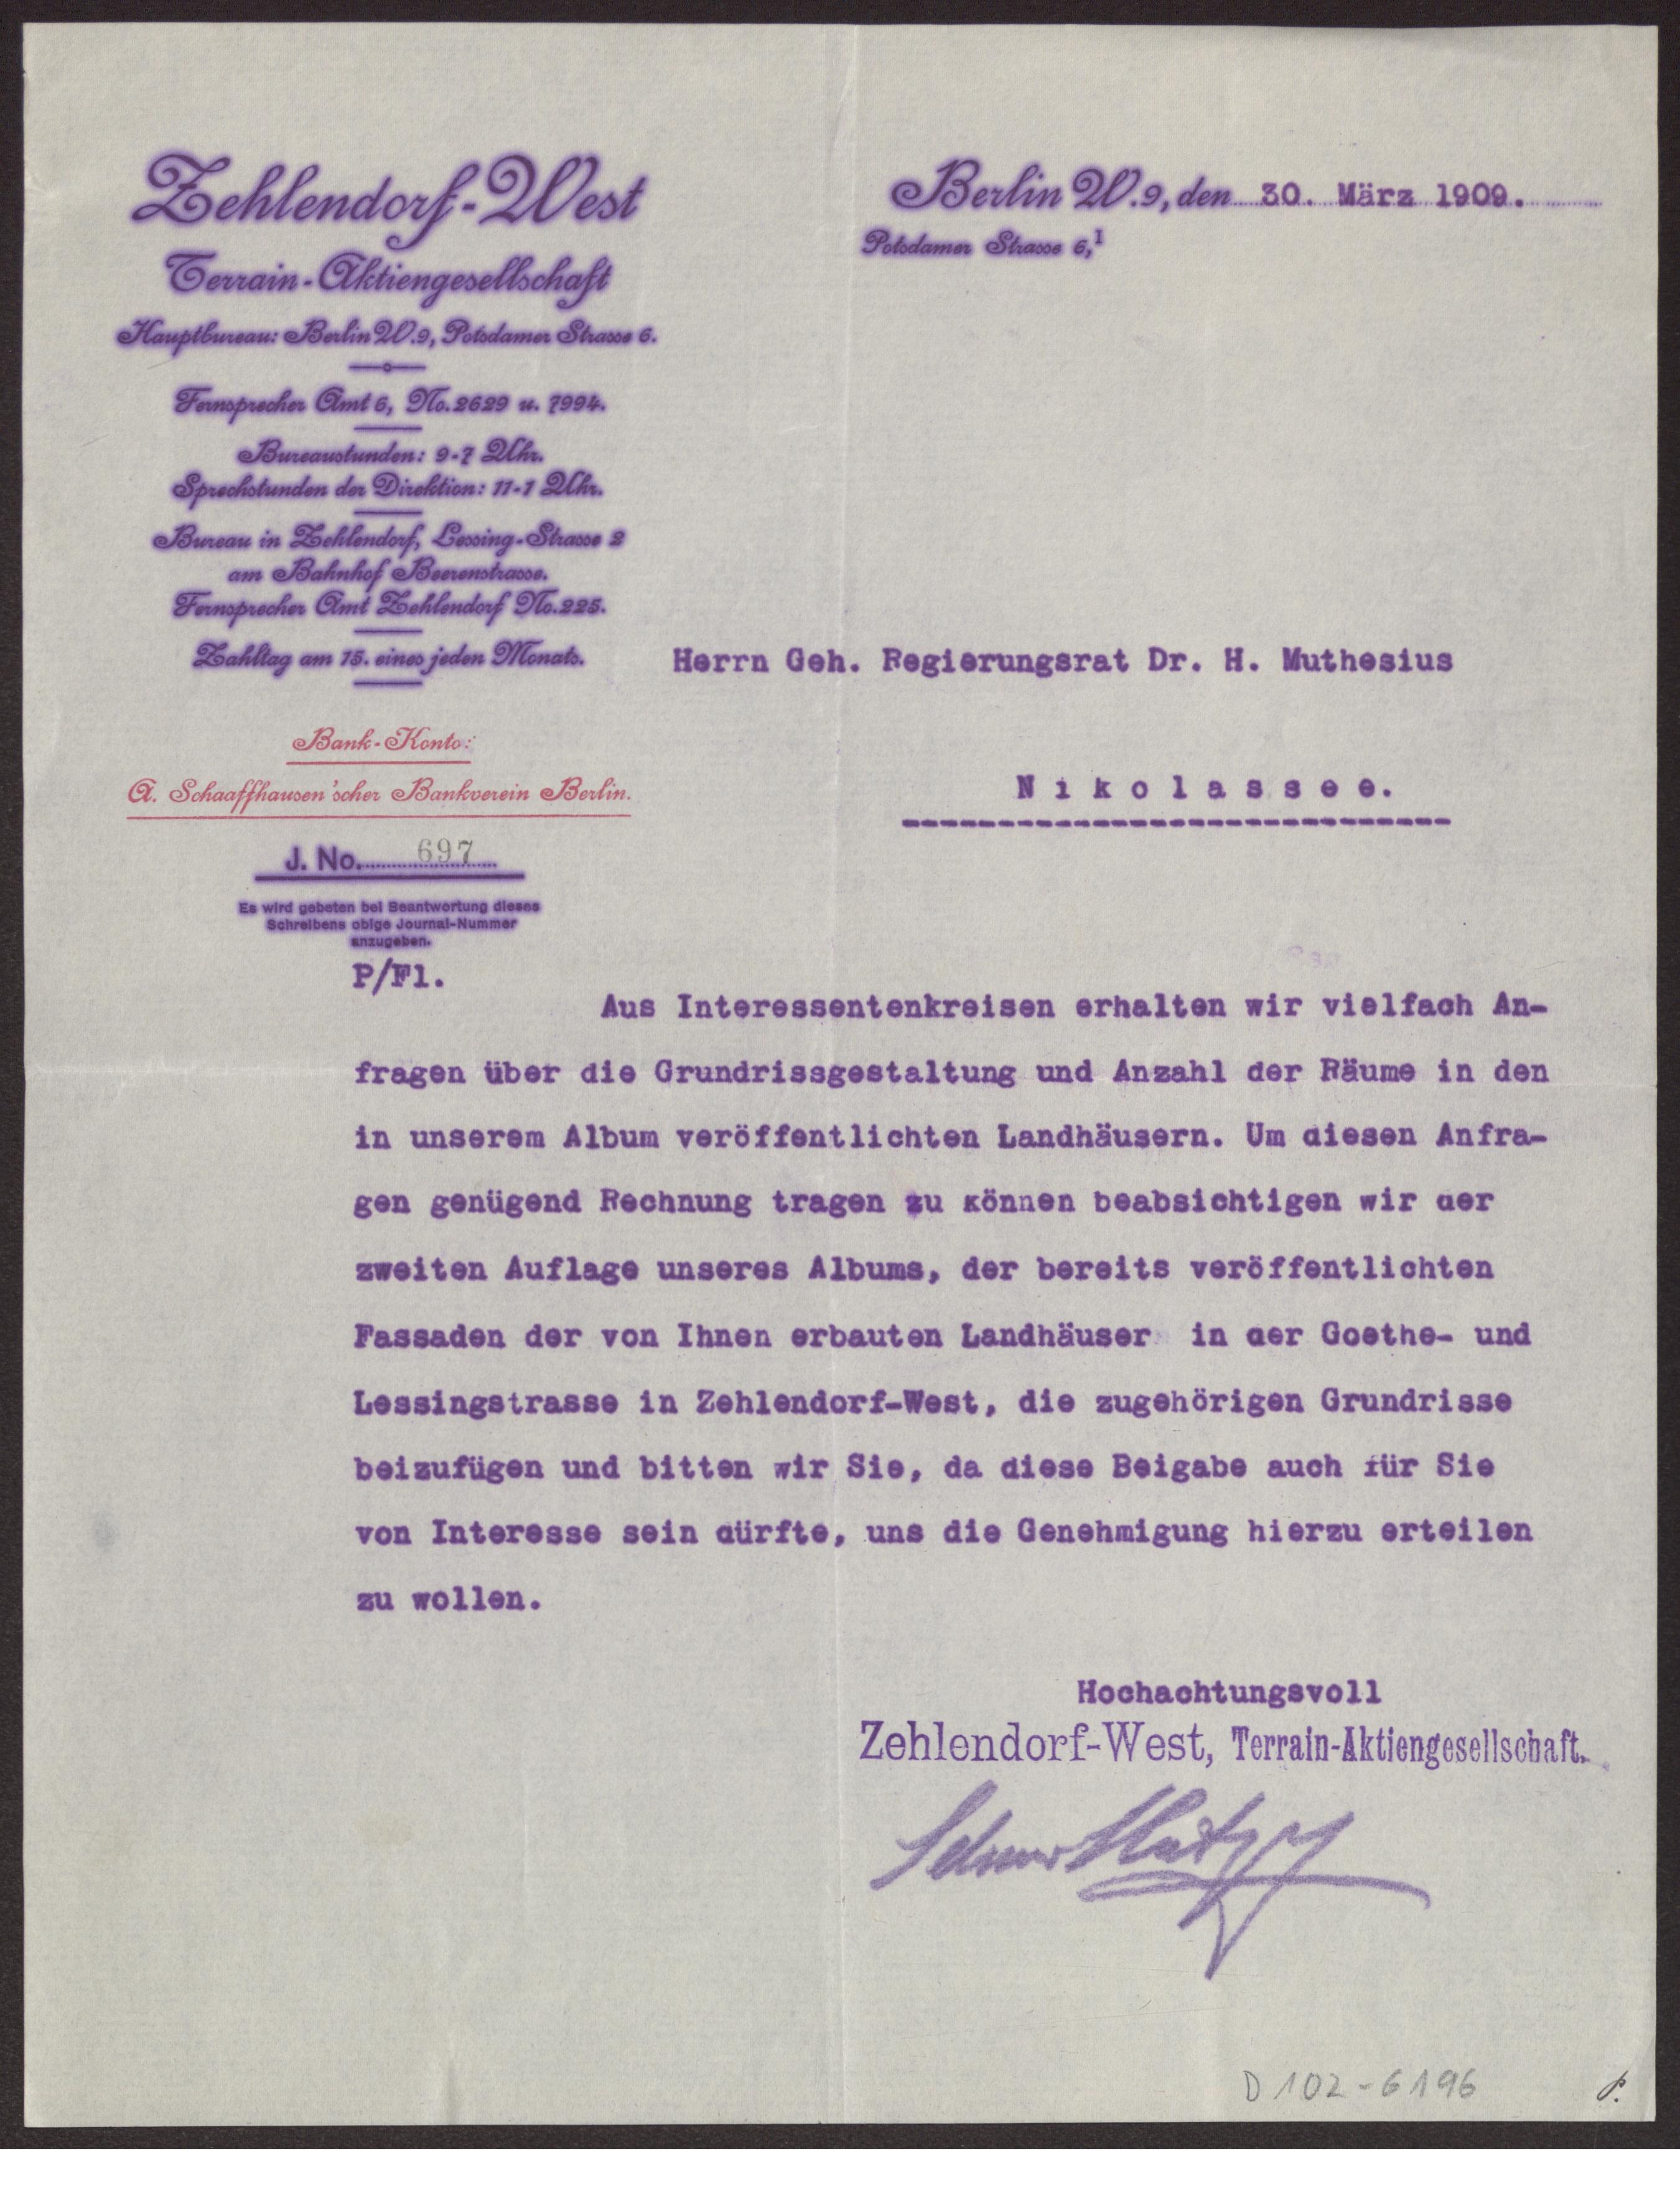 Zehlendorf-West
Terrain-Aktiengesellschaft
Hauptbureau: Berlin W.9, Potsdamer Strasse 6.
Fernsprecher Amt 6, No. 2629 u. 7994.
Bureaustunden: 9-7 Uhr.
Sprechstunden der Direktion: 11-1 Uhr.
Bureau in Zehlendorf, Lessing-Strasse 2
am Bahnhof Beerenstrasse.
Fernsprecher Amt Zehlendorf No. 225.
Zahltag am 15. eines jeden Monats.
Bank-Konto:
A. Schaaffhausen'scher Bankverein Berlin.
J. No. 697
Es wird gebeten bei Beantwortung dieses
Schreibens obige Journal-Nummer
anzugeben.
Berlin W.9, den 30. März 1909.
Potsdamer Strasse 6,I
Herrn Geh. Regierungsrat Dr. H. Muthesius
Nikolassee.
P/Fl.
Aus Interessentenkreisen erhalten wir vielfach An-
fragen über die Grundrissgestaltung und Anzahl der Räume in den
in unserem Album veröffentlichten Landhäusern. Um diesen Anfra-
gen genügend Rechnung tragen zu können beabsichtigen wir der
zweiten Auflage unseres Albums, der bereits veröffentlichten
Fassaden der von Ihnen erbauten Landhäuser in der Goethe- und
Lessingstrasse in Zehlendorf-West, die zugehörigen Grundrisse
beizufügen und bitten wir Sie, da diese Beigabe auch für Sie
von Interesse sein dürfte, uns die Genehmigung hierzu erteilen
zu wollen.
Hochachtungsvoll
Zehlendorf-West, Terrain-Aktiengesellschaft.
D 102-6196